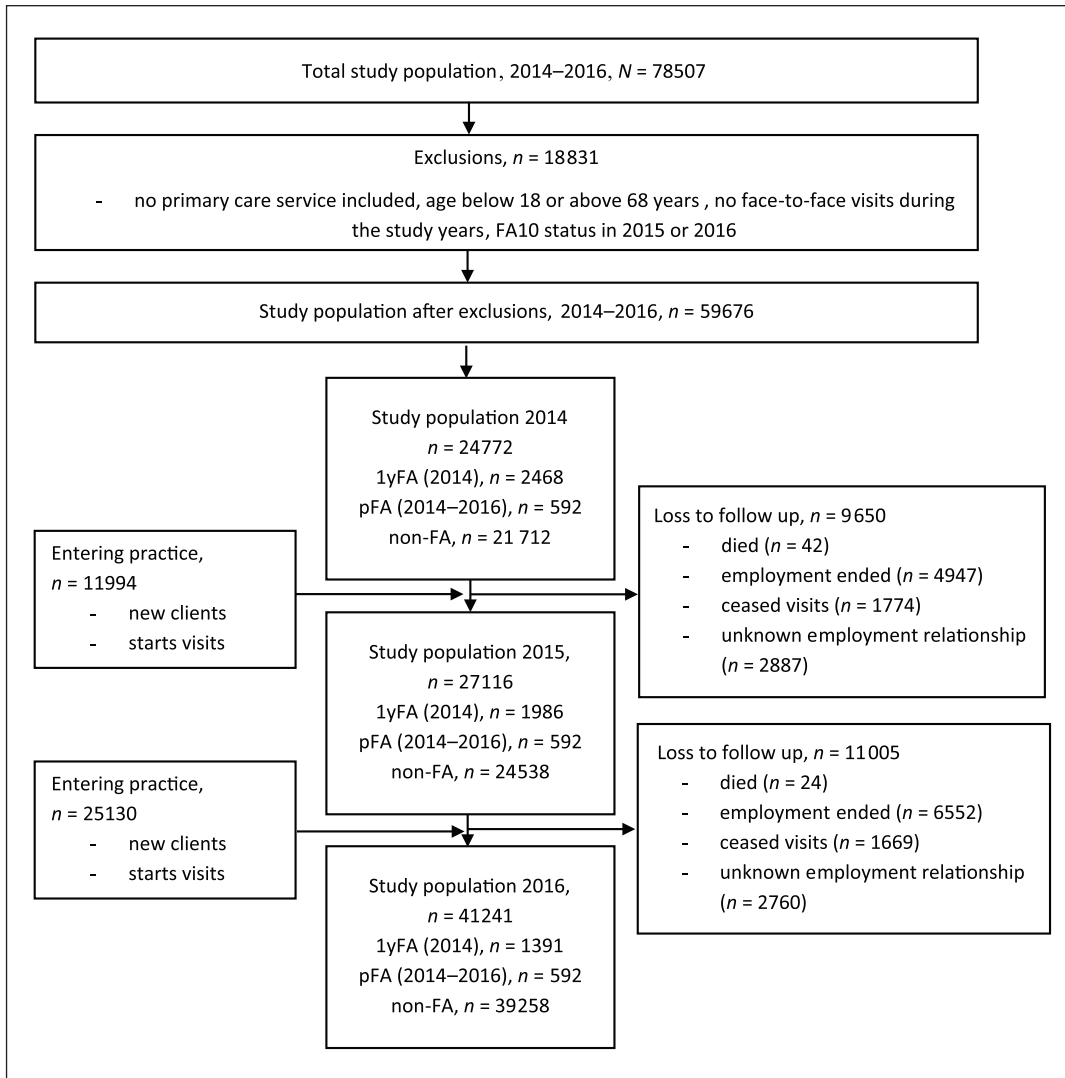 Total study population, 2014–2016, N = 78507
Exclusions, n = 18831
- no primary care service included, age below 18 or above 68 years , no face-to-face visits during
the study years, FA10 status in 2015 or 2016
Study population after exclusions, 2014–2016, n = 59676
Study population 2014
n = 24772
1yFA (2014), n = 2468
pFA (2014–2016), n = 592
non-FA, n = 21 712
Entering practice,
n = 11994
- new clients
- starts visits
Loss to follow up, n = 9650
- died (n = 42)
- employment ended (n = 4947)
- ceased visits (n = 1774)
- unknown employment relationship
(n = 2887)
Study population 2015,
n = 27116
1yFA (2014), n = 1986
pFA (2014–2016), n = 592
non-FA, n = 24538
Entering practice,
n = 25130
- new clients
- starts visits
Loss to follow up, n = 11005
- died (n = 24)
- employment ended (n = 6552)
- ceased visits (n = 1669)
- unknown employment relationship
(n = 2760)
Study population 2016,
n = 41241
1yFA (2014), n = 1391
pFA (2014–2016), n = 592
non-FA, n = 39258